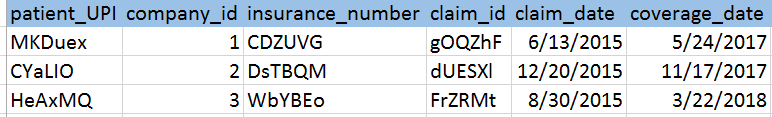 patient_UPI company_id insurance_number claim_id claim_date coverage_date
MKDuex 1 CDZUVG gOQZhF 6/13/2015 5/24/2017
CYaLIO 2 DsTBQM dUESXl 12/20/2015 11/17/2017
HeAxMQ 3 WbYBEo FrZRMt 8/30/2015 3/22/2018